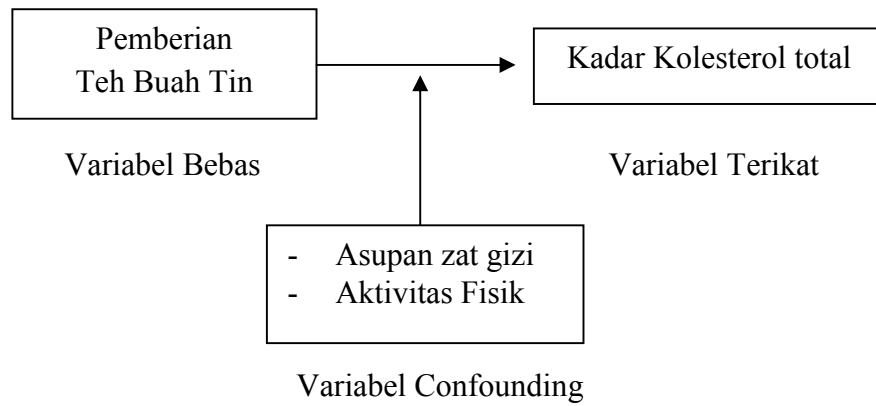 Pemberian
Teh Buah Tin
Kadar Kolesterol total
Variabel Bebas
Variabel Terikat
- Asupan zat gizi
- Aktivitas Fisik
Variabel Confounding